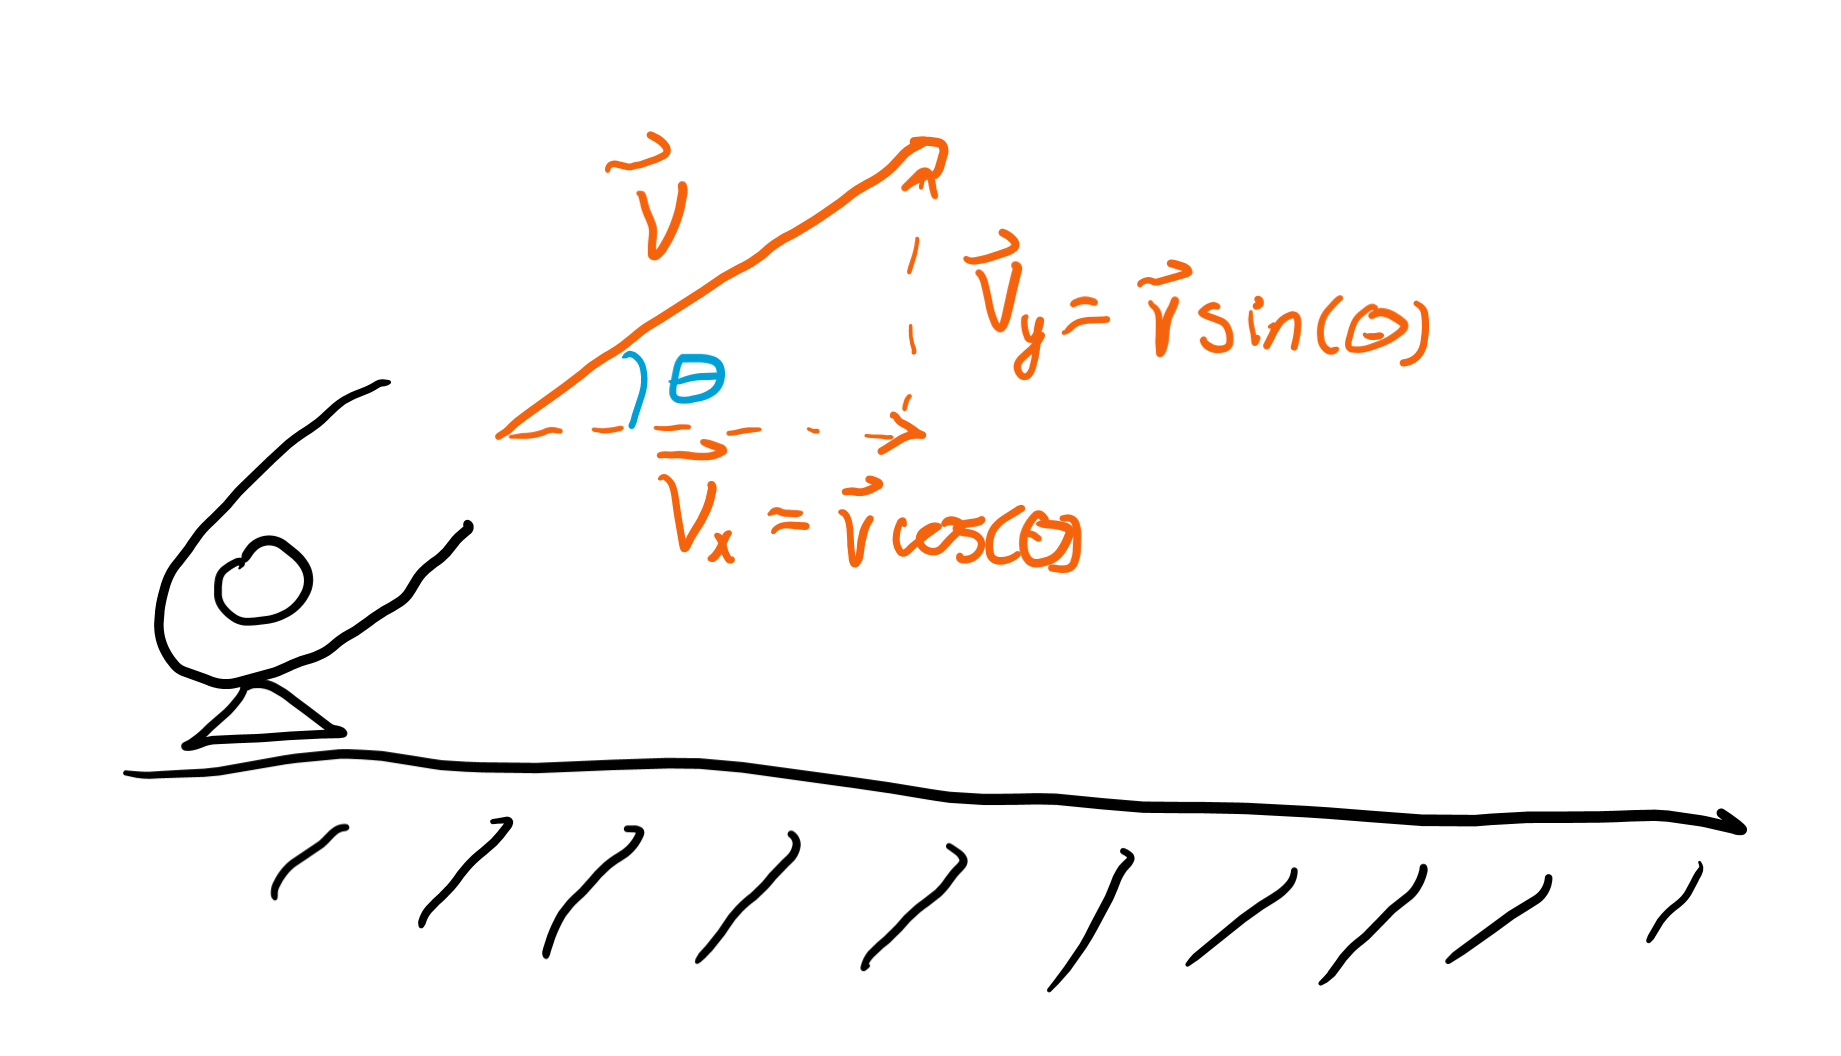 V⃗
θ
V⃗y = v⃗ sin(θ)
V⃗x = v⃗ cos(θ)